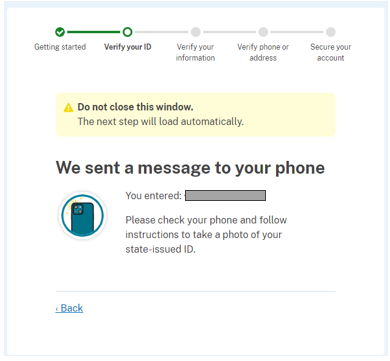 Getting started
Verify your ID
Verify your
information
Verify phone or
address
Secure your
account
Do not close this window.
The next step will load automatically.
We sent a message to your phone
You entered:
Please check your phone and follow
instructions to take a photo of your
state-issued ID.
‹ Back